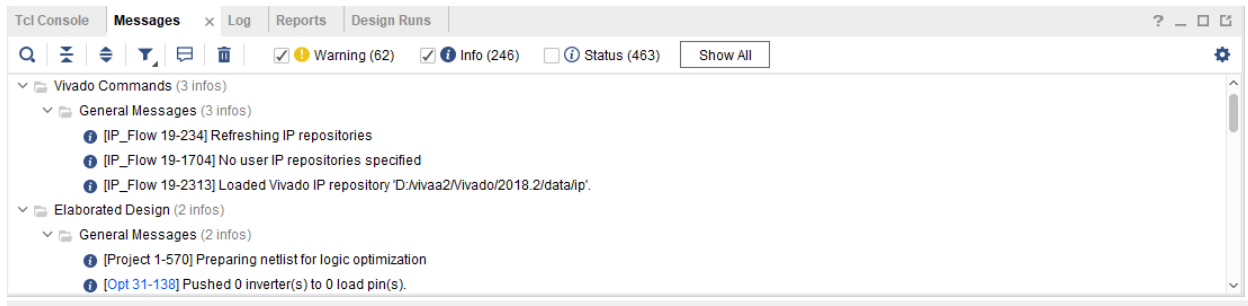 Tcl Console Messages × Log Reports Design Runs ?
Warning (62) Info (246) Status (463) Show All
Vivado Commands (3 infos)
General Messages (3 infos)
[IP_Flow 19-234] Refreshing IP repositories
[IP_Flow 19-1704] No user IP repositories specified
[IP_Flow 19-2313] Loaded Vivado IP repository 'D:/vivaa2/Vivado/2018.2/data/ip'.
Elaborated Design (2 infos)
General Messages (2 infos)
[Project 1-570] Preparing netlist for logic optimization
[Opt 31-138] Pushed 0 inverter(s) to 0 load pin(s).